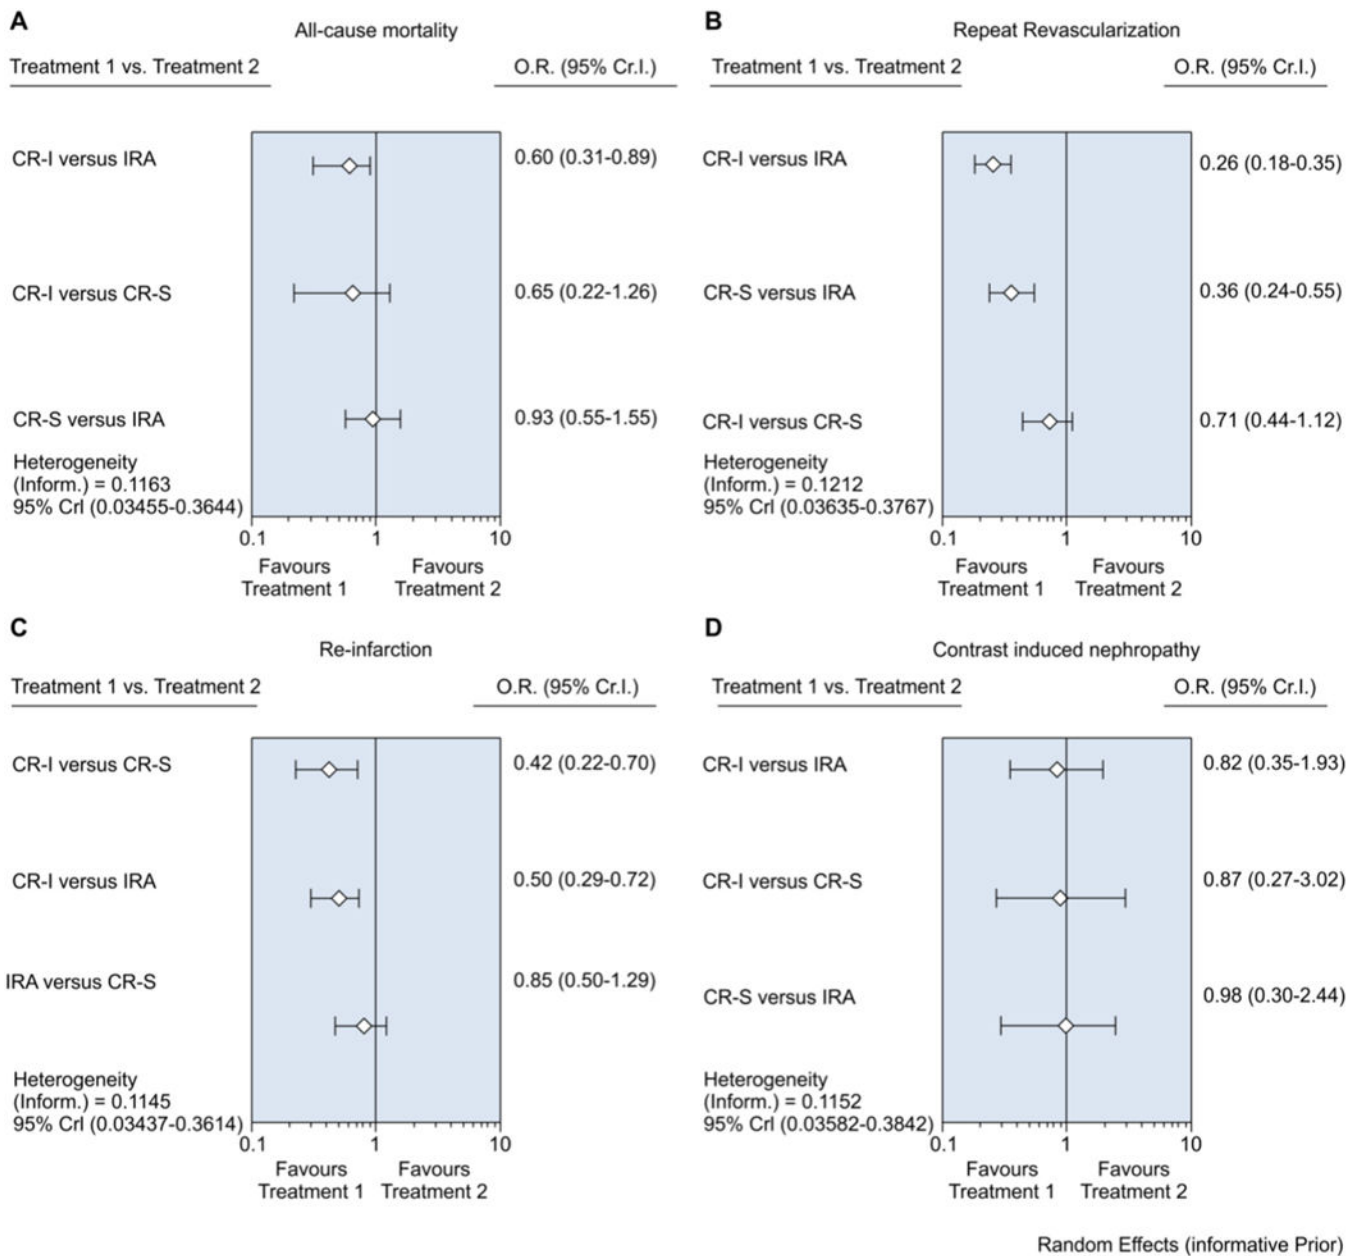 A
All-cause mortality
Treatment 1 vs. Treatment 2
O.R. (95% Cr.I.)
CR-I versus IRA
0.60 (0.31-0.89)
CR-I versus CR-S
0.65 (0.22-1.26)
CR-S versus IRA
0.93 (0.55-1.55)
Heterogeneity
(Inform.) = 0.1163
95% CrI (0.03455-0.3644)
0.1 1 10
Favours Favours
Treatment 1 Treatment 2
B
Repeat Revascularization
Treatment 1 vs. Treatment 2
O.R. (95% Cr.I.)
CR-I versus IRA
0.26 (0.18-0.35)
CR-S versus IRA
0.36 (0.24-0.55)
CR-I versus CR-S
0.71 (0.44-1.12)
Heterogeneity
(Inform.) = 0.1212
95% CrI (0.03635-0.3767)
0.1 1 10
Favours Favours
Treatment 1 Treatment 2
C
Re-infarction
Treatment 1 vs. Treatment 2
O.R. (95% Cr.I.)
CR-I versus CR-S
0.42 (0.22-0.70)
CR-I versus IRA
0.50 (0.29-0.72)
IRA versus CR-S
0.85 (0.50-1.29)
Heterogeneity
(Inform.) = 0.1145
95% CrI (0.03437-0.3614)
0.1 1 10
Favours Favours
Treatment 1 Treatment 2
D
Contrast induced nephropathy
Treatment 1 vs. Treatment 2
O.R. (95% Cr.I.)
CR-I versus IRA
0.82 (0.35-1.93)
CR-I versus CR-S
0.87 (0.27-3.02)
CR-S versus IRA
0.98 (0.30-2.44)
Heterogeneity
(Inform.) = 0.1152
95% CrI (0.03582-0.3842)
0.1 1 10
Favours Favours
Treatment 1 Treatment 2
Random Effects (informative Prior)